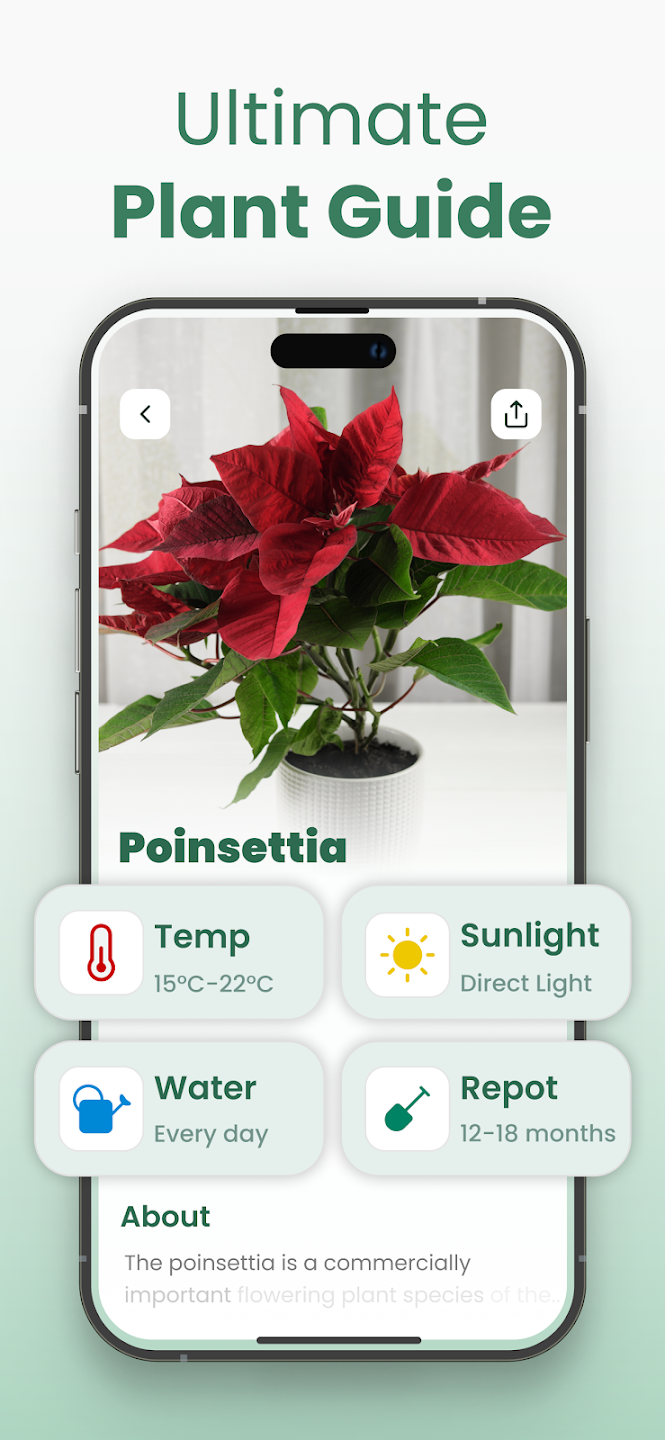 Ultimate
Plant Guide
Poinsettia
Temp
15°C-22°C
Sunlight
Direct Light
Water
Every day
Repot
12-18 months
About
The poinsettia is a commercially
important flowering plant species of the...